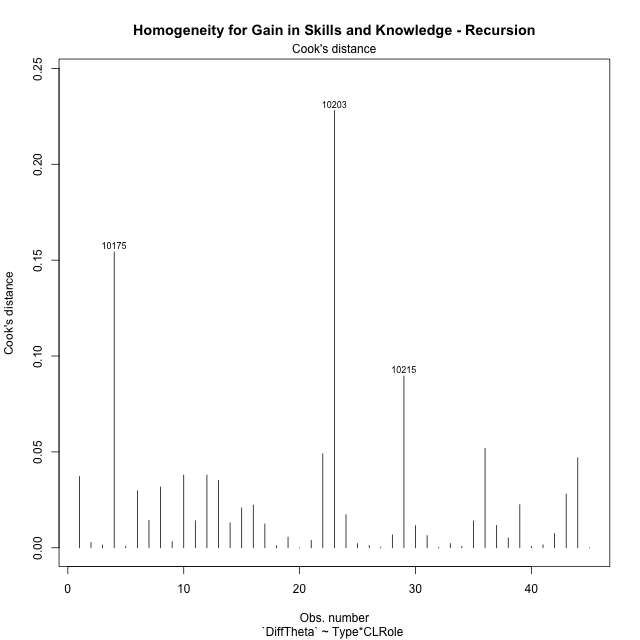 Homogeneity for Gain in Skills and Knowledge - Recursion
Cook's distance
0.25
0.20
0.15
0.10
0.05
0.00
Cook's distance
10203
10175
10215
0 10 20 30 40
Obs. number
`DiffTheta` ~ Type*CLRole